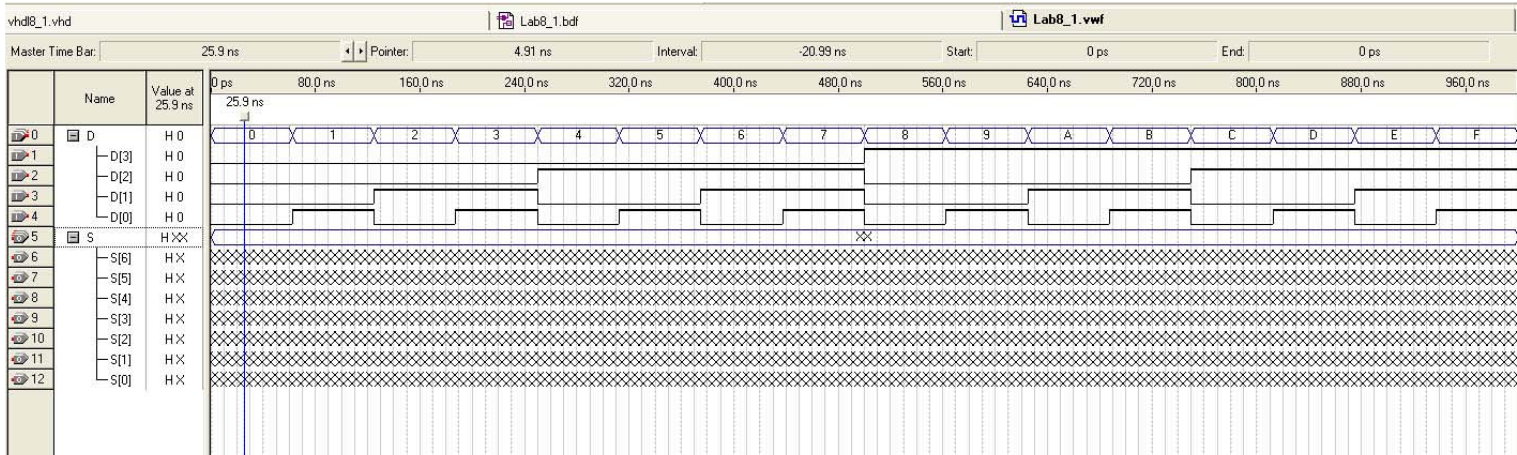 vhdl8_1.vhd Lab8_1.bdf Lab8_1.vwf
Master Time Bar: 25.9 ns Pointer: 4.91 ns Interval: -20.99 ns Start: 0 ps End: 0 ps
Name Value at 25.9 ns 0 ps 80.0 ns 160.0 ns 240.0 ns 320.0 ns 400.0 ns 480.0 ns 560.0 ns 640.0 ns 720.0 ns 800.0 ns 880.0 ns 960.0 ns
25.9 ns
0 D H 0 0 1 2 3 4 5 6 7 8 9 A B C D E F
1 D[3] H 0
2 D[2] H 0
3 D[1] H 0
4 D[0] H 0
5 S H XX XX
6 S[6] H X
7 S[5] H X
8 S[4] H X
9 S[3] H X
10 S[2] H X
11 S[1] H X
12 S[0] H X